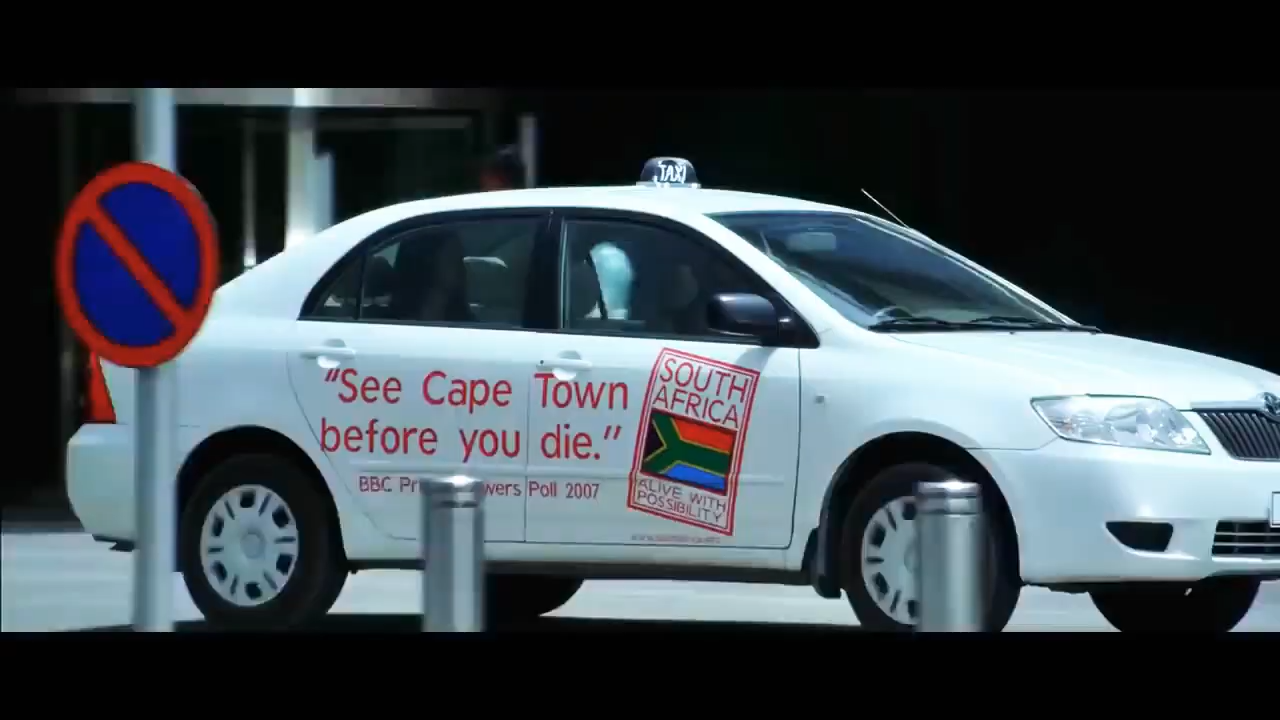 TAXI
"See Cape Town
before you die."
BBC Poll 2007
SOUTH
AFRICA
ALIVE WITH
POSSIBILITY